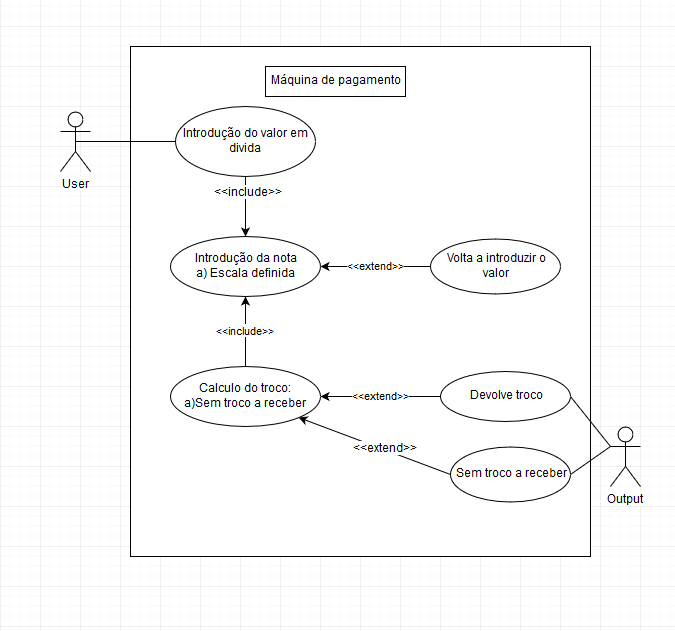 Máquina de pagamento
Introdução do valor em
divida
User
<<include>>
Introdução da nota
a) Escala definida
<<extend>>
Volta a introduzir o
valor
<<include>>
Calculo do troco:
a)Sem troco a receber
<<extend>>
Devolve troco
<<extend>>
Sem troco a receber
Output